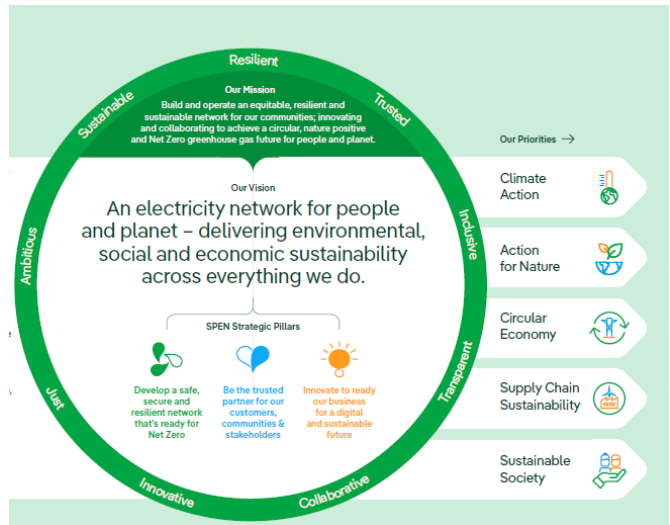 Resilient
Sustainable
Trusted
Ambitious
Inclusive
Just
Transparent
Innovative
Collaborative
Our Mission
Build and operate an equitable, resilient and
sustainable network for our communities; innovating
and collaborating to achieve a circular, nature positive
and Net Zero greenhouse gas future for people and planet.
Our Vision
An electricity network for people
and planet – delivering environmental,
social and economic sustainability
across everything we do.
SPEN Strategic Pillars
Develop a safe,
secure and
resilient network
that's ready for
Net Zero
Be the trusted
partner for our
customers,
communities &
stakeholders
Innovate to ready
our business
for a digital
and sustainable
future
Our Priorities →
Climate
Action
Action
for Nature
Circular
Economy
Supply Chain
Sustainability
Sustainable
Society